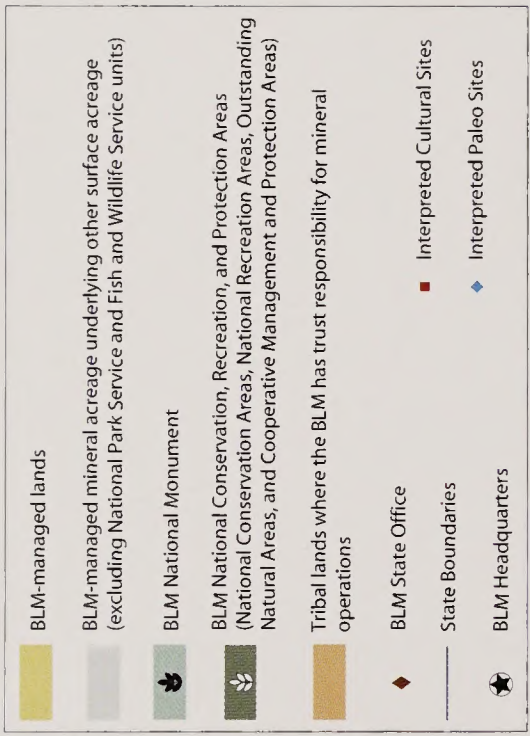 BLM-managed lands
BLM-managed mineral acreage underlying other surface acreage
(excluding National Park Service and Fish and Wildlife Service units)
BLM National Monument
BLM National Conservation, Recreation, and Protection Areas
(National Conservation Areas, National Recreation Areas, Outstanding
Natural Areas, and Cooperative Management and Protection Areas)
Tribal lands where the BLM has trust responsibility for mineral
operations
BLM State Office
State Boundaries
BLM Headquarters
Interpreted Cultural Sites
Interpreted Paleo Sites